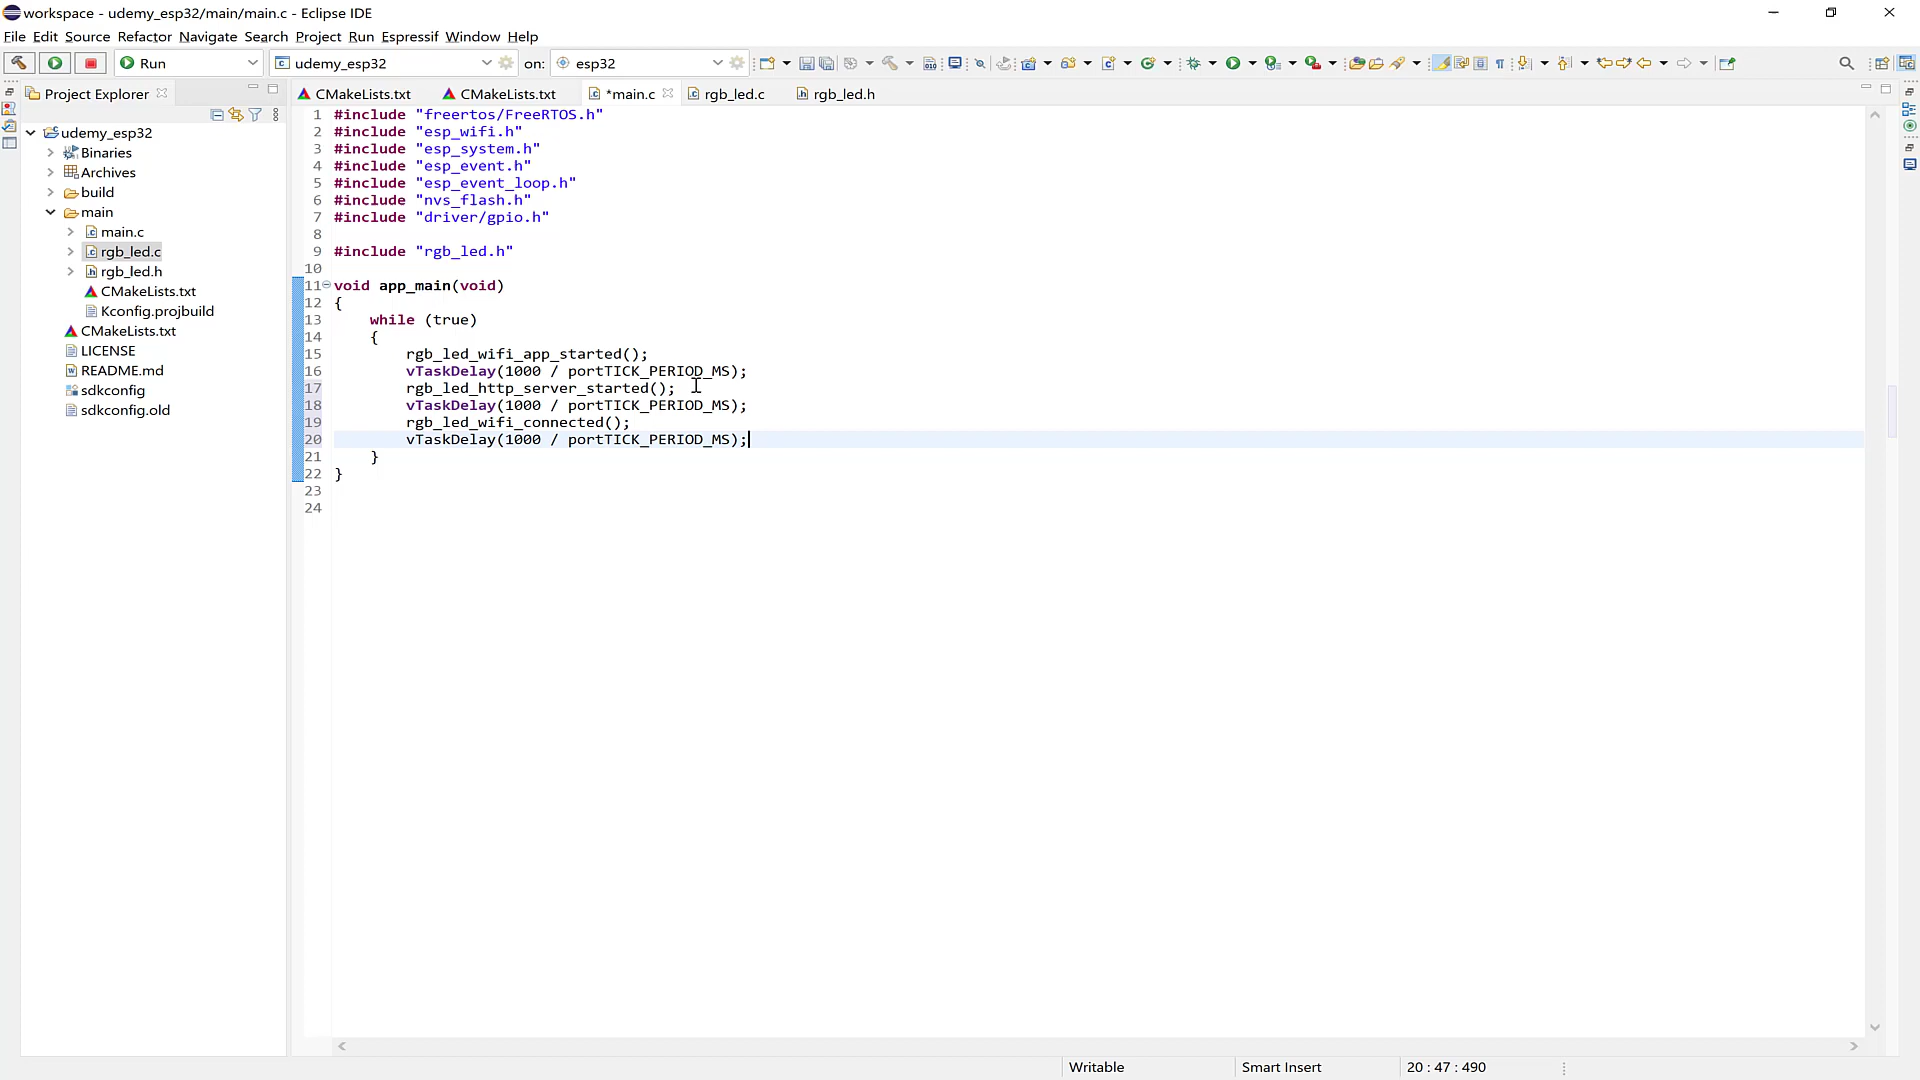 workspace - udemy_esp32/main/main.c - Eclipse IDE
File Edit Source Refactor Navigate Search Project Run Espressif Window Help
Run udemy_esp32 on: esp32
Project Explorer
CMakeLists.txt CMakeLists.txt *main.c rgb_led.c rgb_led.h
udemy_esp32
Binaries
Archives
build
main
main.c
rgb_led.c
rgb_led.h
CMakeLists.txt
Kconfig.projbuild
CMakeLists.txt
LICENSE
README.md
sdkconfig
sdkconfig.old
1 #include "freertos/FreeRTOS.h"
2 #include "esp_wifi.h"
3 #include "esp_system.h"
4 #include "esp_event.h"
5 #include "esp_event_loop.h"
6 #include "nvs_flash.h"
7 #include "driver/gpio.h"
8
9 #include "rgb_led.h"
10
11 void app_main(void)
12 {
13 while (true)
14 {
15 rgb_led_wifi_app_started();
16 vTaskDelay(1000 / portTICK_PERIOD_MS);
17 rgb_led_http_server_started();
18 vTaskDelay(1000 / portTICK_PERIOD_MS);
19 rgb_led_wifi_connected();
20 vTaskDelay(1000 / portTICK_PERIOD_MS);
21 }
22 }
23
24
Writable Smart Insert 20 : 47 : 490